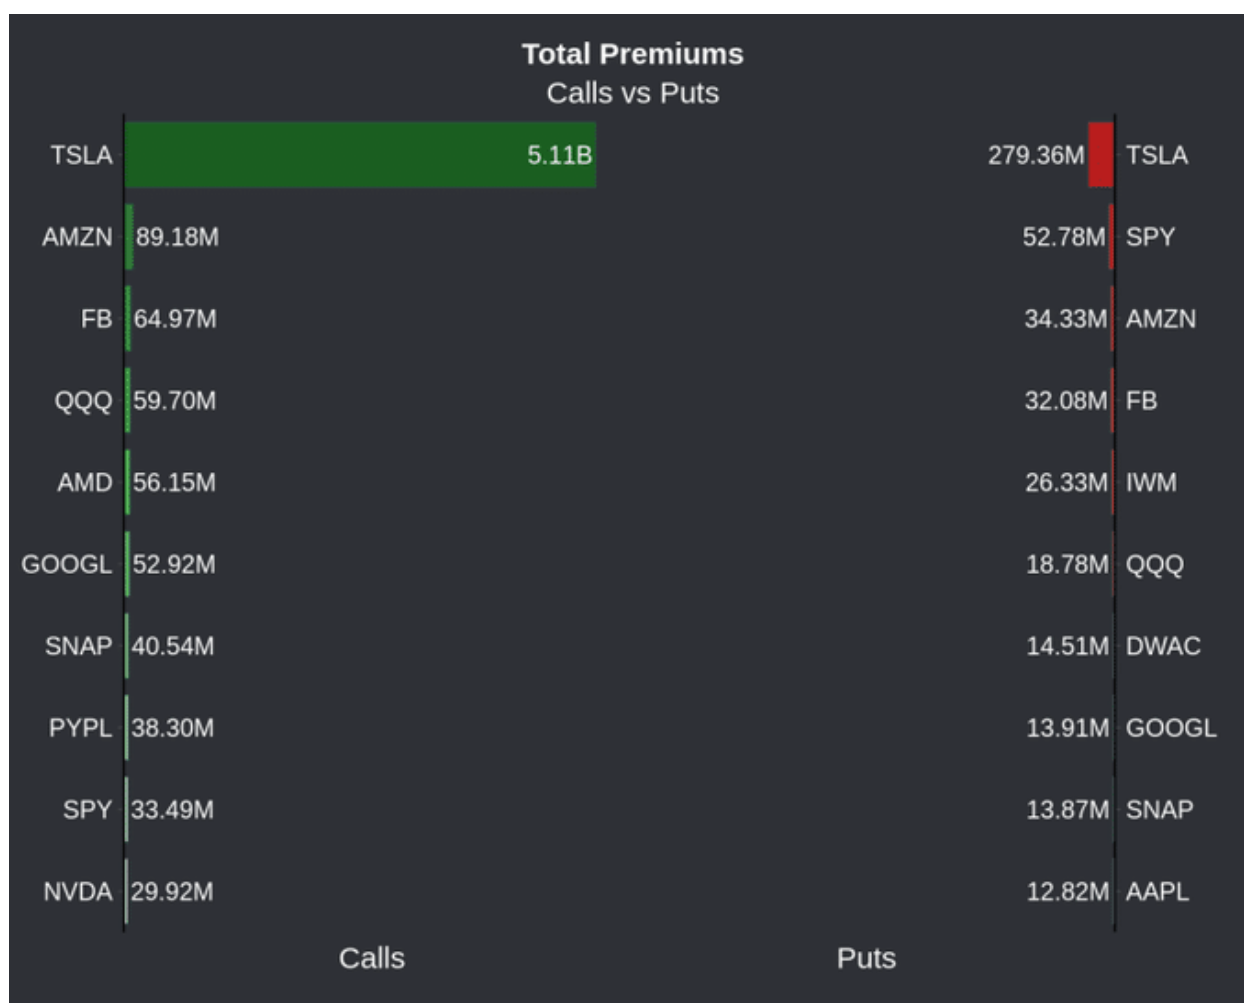 Total Premiums
Calls vs Puts
TSLA 5.11B 279.36M TSLA
AMZN 89.18M 52.78M SPY
FB 64.97M 34.33M AMZN
QQQ 59.70M 32.08M FB
AMD 56.15M 26.33M IWM
GOOGL 52.92M 18.78M QQQ
SNAP 40.54M 14.51M DWAC
PYPL 38.30M 13.91M GOOGL
SPY 33.49M 13.87M SNAP
NVDA 29.92M 12.82M AAPL
Calls Puts